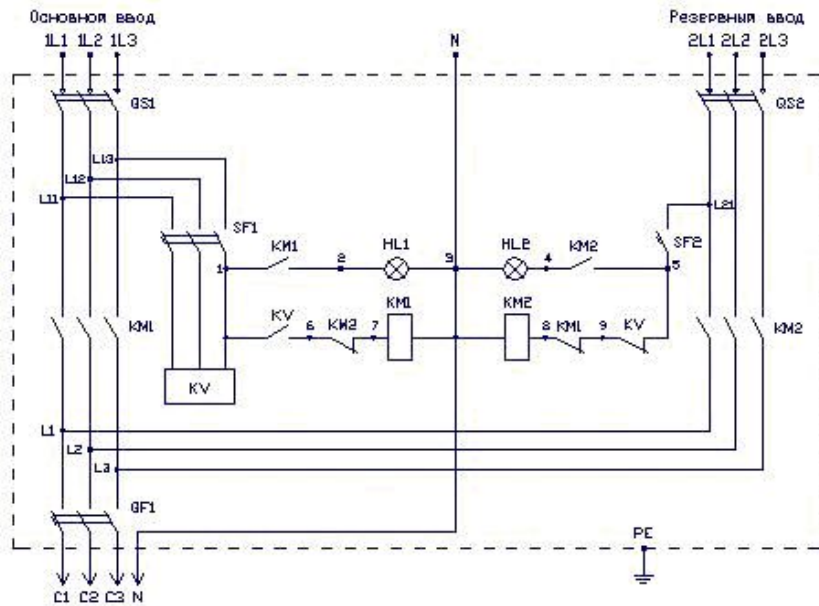 Основной ввод
Резервный ввод
1L1 1L2 1L3
N
2L1 2L2 2L3
QS1
QS2
L13
L12
L11
L21
SF1
SF2
1
KM1
2
HL1
3
HL2
4
KM2
5
KM1
KV
6
KM2
7
KM1
KM2
8
KM1
9
KV
KM2
KV
L1
L2
L3
QF1
PE
C1 C2 C3 N